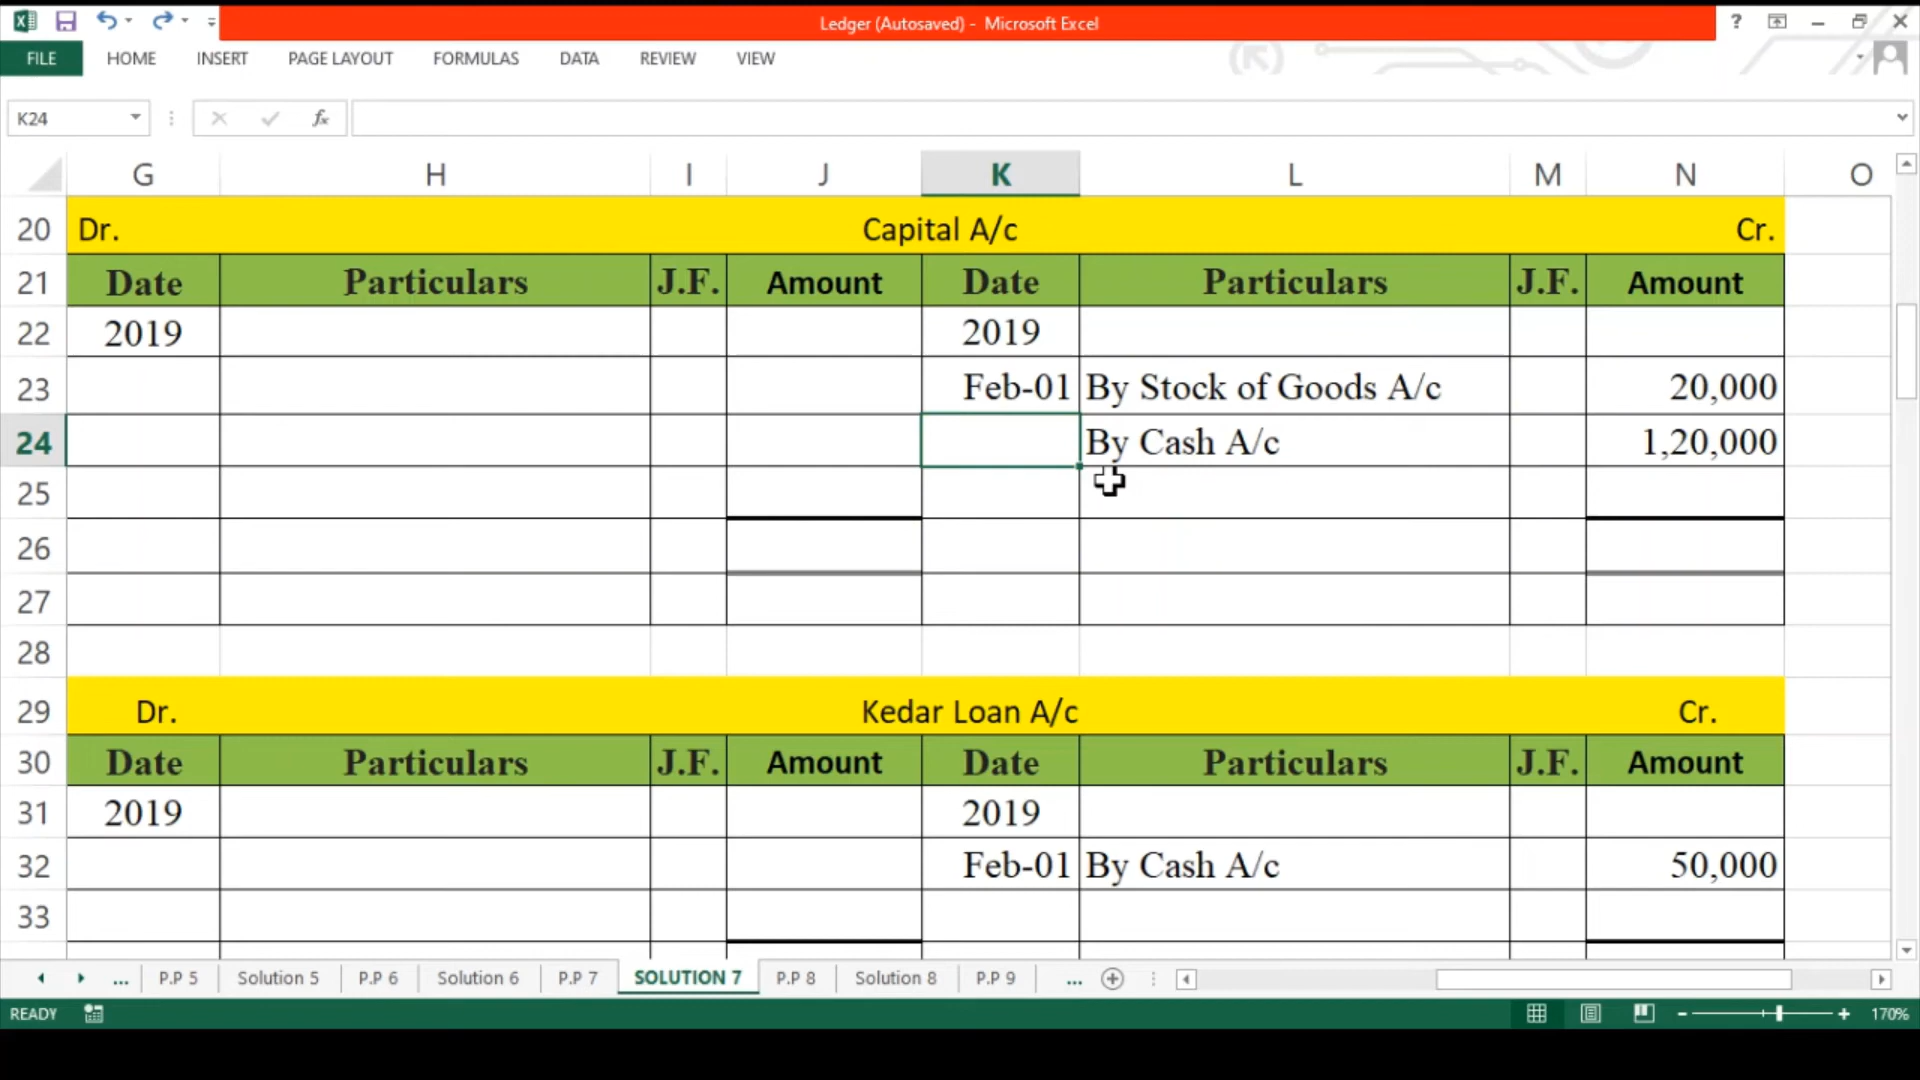 Ledger (Autosaved) - Microsoft Excel
?
FILE HOME INSERT PAGE LAYOUT FORMULAS DATA REVIEW VIEW
K24 fx
G H I J K L M N O
20 Dr. Capital A/c Cr.
21 Date Particulars J.F. Amount Date Particulars J.F. Amount
22 2019 2019
23 Feb-01 By Stock of Goods A/c 20,000
24 By Cash A/c 1,20,000
25
26
27
28
29 Dr. Kedar Loan A/c Cr.
30 Date Particulars J.F. Amount Date Particulars J.F. Amount
31 2019 2019
32 Feb-01 By Cash A/c 50,000
33
... P.P 5 Solution 5 P.P 6 Solution 6 P.P 7 SOLUTION 7 P.P 8 Solution 8 P.P 9 ...
READY 170%